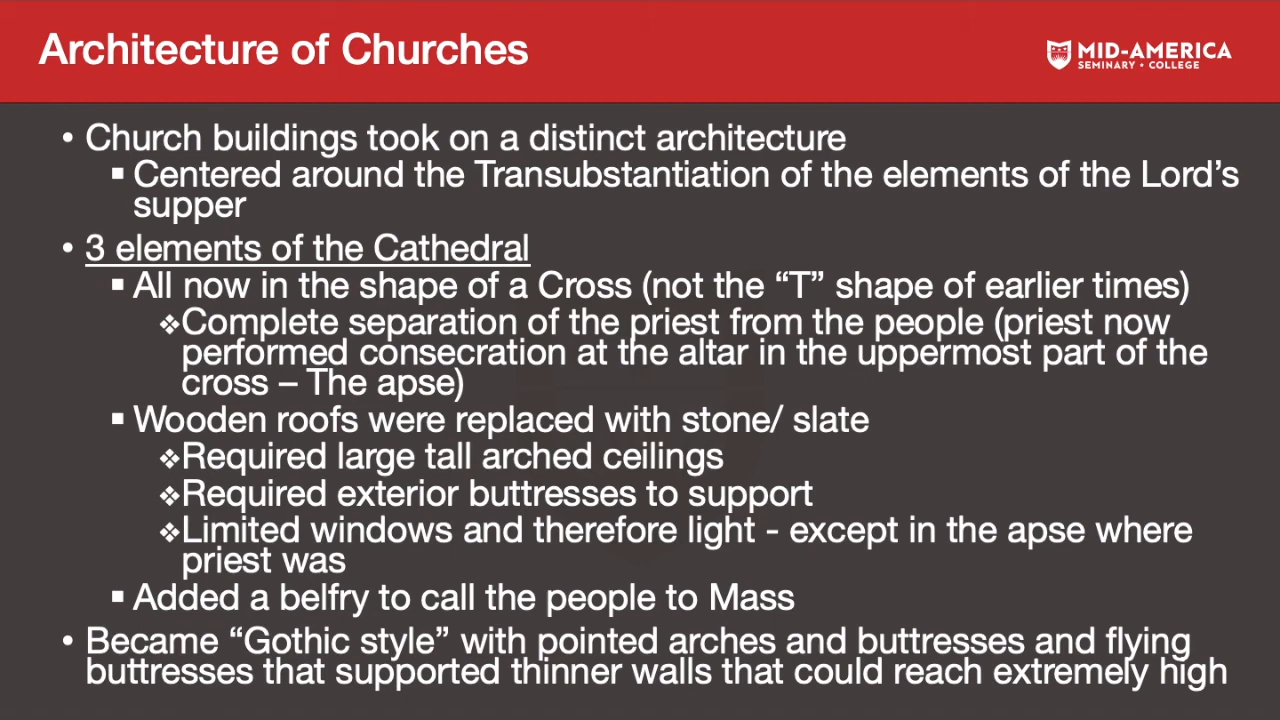 Architecture of Churches
MID-AMERICA
SEMINARY • COLLEGE
• Church buildings took on a distinct architecture
▪ Centered around the Transubstantiation of the elements of the Lord’s
supper
• 3 elements of the Cathedral
▪ All now in the shape of a Cross (not the “T” shape of earlier times)
❖Complete separation of the priest from the people (priest now
performed consecration at the altar in the uppermost part of the
cross – The apse)
▪ Wooden roofs were replaced with stone/ slate
❖Required large tall arched ceilings
❖Required exterior buttresses to support
❖Limited windows and therefore light - except in the apse where
priest was
▪ Added a belfry to call the people to Mass
• Became “Gothic style” with pointed arches and buttresses and flying
buttresses that supported thinner walls that could reach extremely high